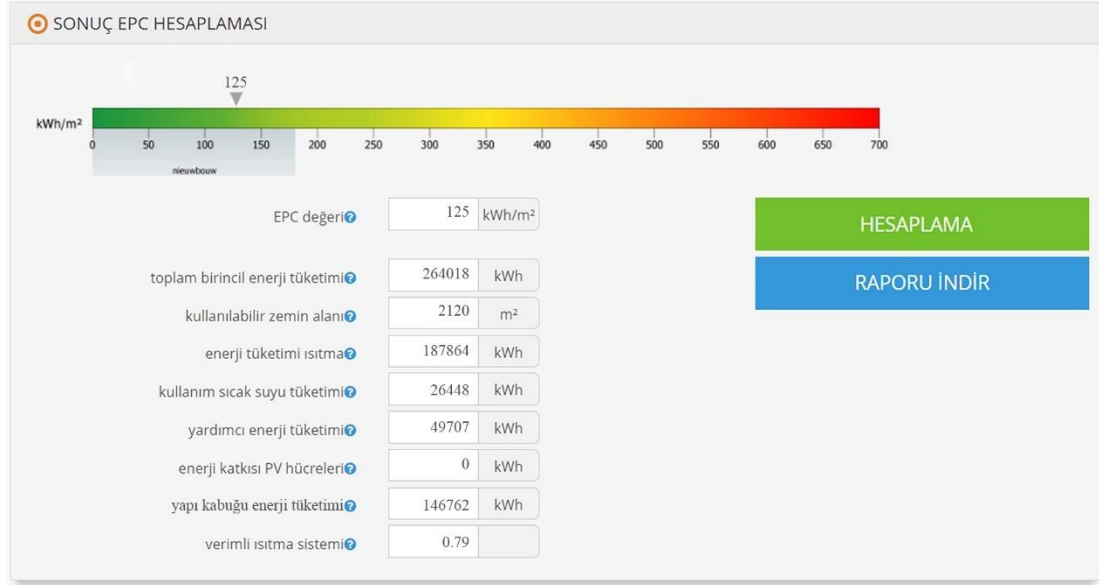 SONUÇ EPC HESAPLAMASI
125
kWh/m²
0 50 100 150 200 250 300 350 400 450 500 550 600 650 700
nieuwbouw
EPC değeri 125 kWh/m²
HESAPLAMA
RAPORU İNDİR
toplam birincil enerji tüketimi 264018 kWh
kullanılabilir zemin alanı 2120 m²
enerji tüketimi ısıtma 187864 kWh
kullanım sıcak suyu tüketimi 26448 kWh
yardımcı enerji tüketimi 49707 kWh
enerji katkısı PV hücreleri 0 kWh
yapı kabuğu enerji tüketimi 146762 kWh
verimli ısıtma sistemi 0.79